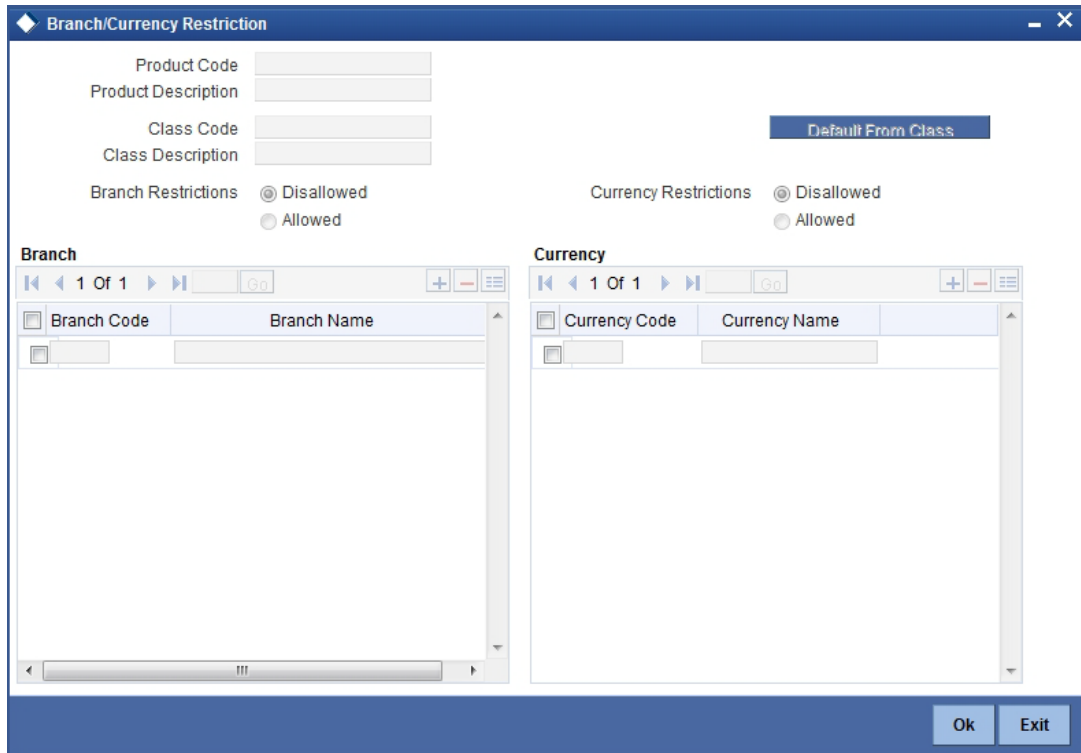 Branch/Currency Restriction
Product Code
Product Description
Class Code
Default From Class
Class Description
Branch Restrictions Disallowed Currency Restrictions Disallowed
Allowed Allowed
Branch Currency
1 Of 1 Go 1 Of 1 Go
Branch Code Branch Name Currency Code Currency Name
Ok Exit